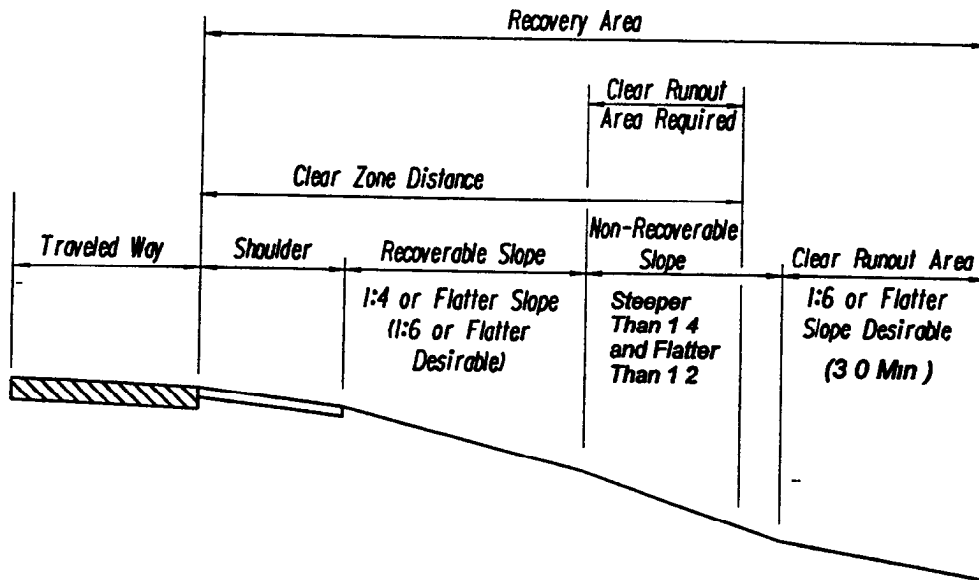 Recovery Area
Clear Runout
Area Required
Clear Zone Distance
Traveled Way
Shoulder
Recoverable Slope
1:4 or Flatter Slope
(1:6 or Flatter
Desirable)
Non-Recoverable
Slope
Steeper
Than 1 4
and Flatter
Than 1 2
Clear Runout Area
1:6 or Flatter
Slope Desirable
(3 0 Min )